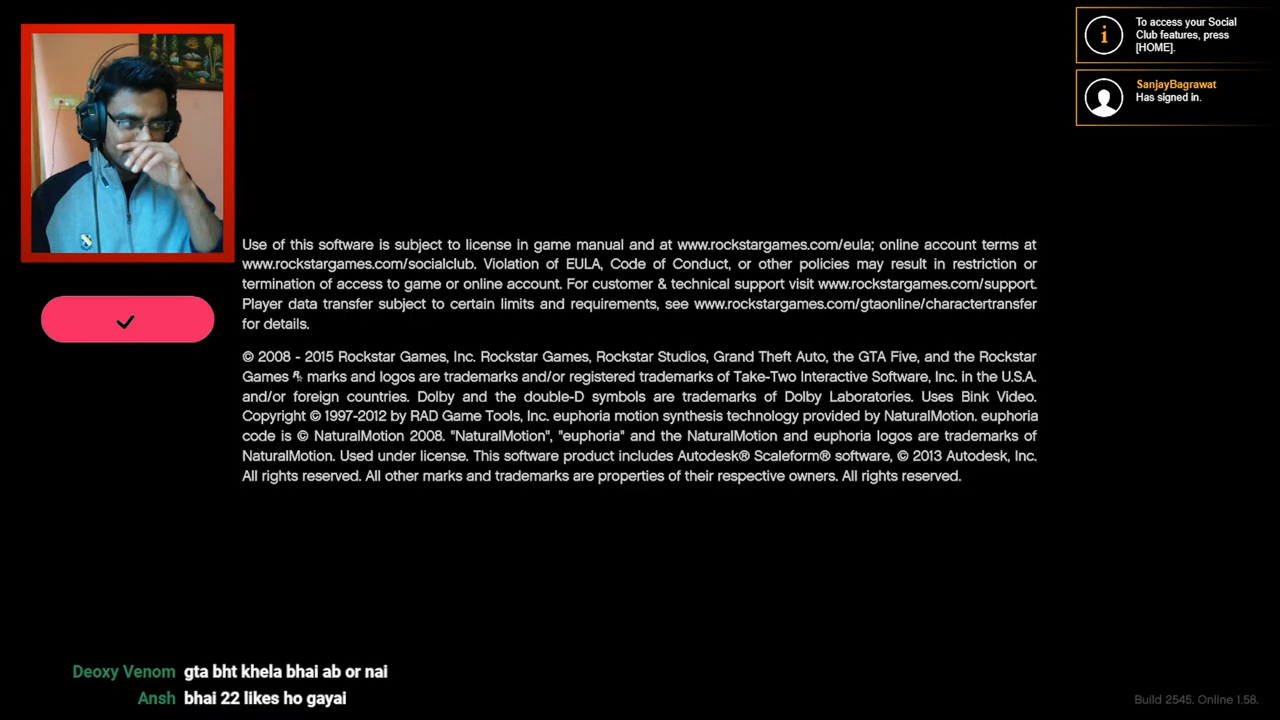 To access your Social
Club features, press
[HOME].
SanjayBagrawat
Has signed in.
Use of this software is subject to license in game manual and at www.rockstargames.com/eula; online account terms at
www.rockstargames.com/socialclub. Violation of EULA, Code of Conduct, or other policies may result in restriction or
termination of access to game or online account. For customer & technical support visit www.rockstargames.com/support.
Player data transfer subject to certain limits and requirements, see www.rockstargames.com/gtaonline/charactertransfer
for details.
© 2008 - 2015 Rockstar Games, Inc. Rockstar Games, Rockstar Studios, Grand Theft Auto, the GTA Five, and the Rockstar
Games R* marks and logos are trademarks and/or registered trademarks of Take-Two Interactive Software, Inc. in the U.S.A.
and/or foreign countries. Dolby and the double-D symbols are trademarks of Dolby Laboratories. Uses Bink Video.
Copyright © 1997-2012 by RAD Game Tools, Inc. euphoria motion synthesis technology provided by NaturalMotion. euphoria
code is © NaturalMotion 2008. "NaturalMotion", "euphoria" and the NaturalMotion and euphoria logos are trademarks of
NaturalMotion. Used under license. This software product includes Autodesk® Scaleform® software, © 2013 Autodesk, Inc.
All rights reserved. All other marks and trademarks are properties of their respective owners. All rights reserved.
Deoxy Venom gta bht khela bhai ab or nai
Ansh bhai 22 likes ho gayai
Build 2545. Online 1.58.